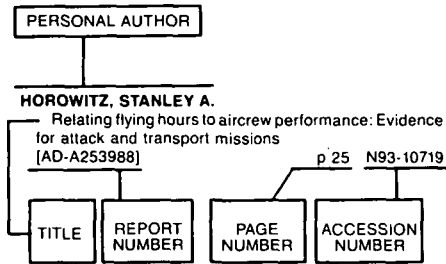 PERSONAL AUTHOR
HOROWITZ, STANLEY A.
Relating flying hours to aircrew performance: Evidence
for attack and transport missions
[AD-A253988] p 25 N93-10719
TITLE
REPORT
NUMBER
PAGE
NUMBER
ACCESSION
NUMBER